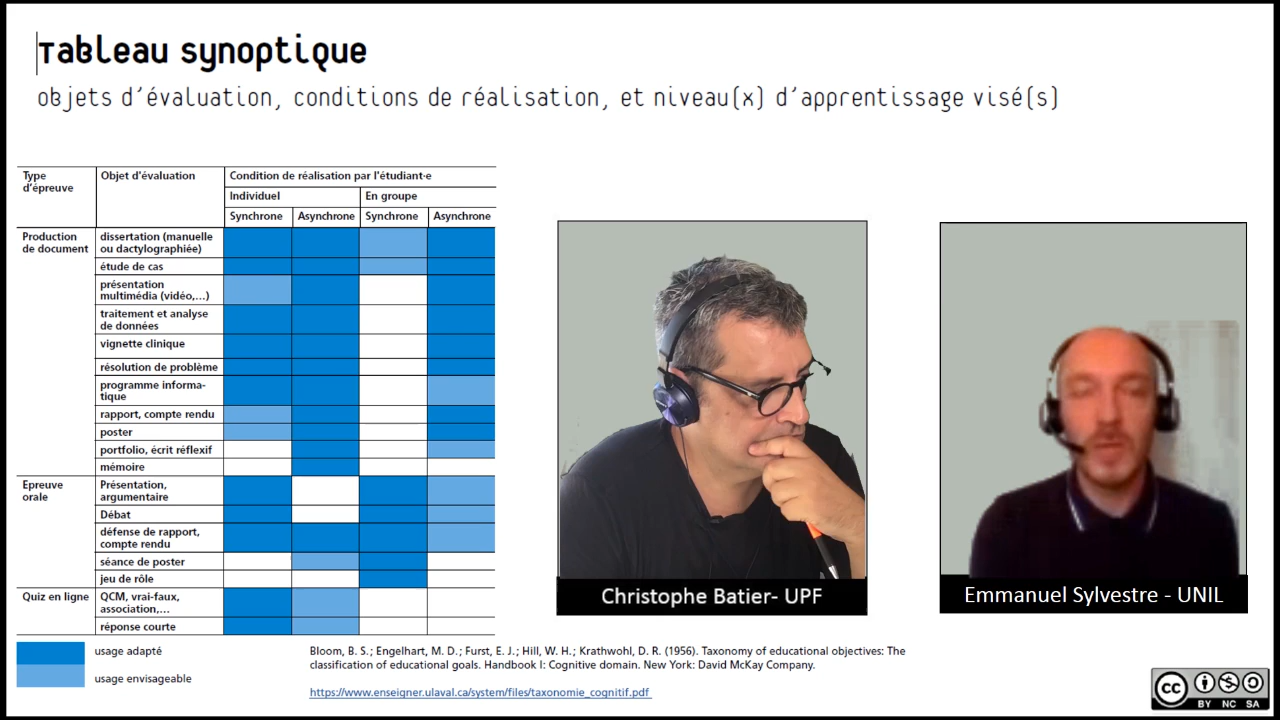 Tableau synoptique
objets d'évaluation, conditions de réalisation, et niveau(x) d'apprentissage visé(s)
Type
d'épreuve
Objet d'évaluation
Condition de réalisation par l'étudiant·e
Individuel
En groupe
Synchrone
Asynchrone
Synchrone
Asynchrone
Production
de document
dissertation (manuelle
ou dactylographiée)
étude de cas
présentation
multimédia (vidéo,...)
traitement et analyse
de données
vignette clinique
résolution de problème
programme informa-
tique
rapport, compte rendu
poster
portfolio, écrit réflexif
mémoire
Epreuve
orale
Présentation,
argumentaire
Débat
défense de rapport,
compte rendu
séance de poster
jeu de rôle
Quiz en ligne
QCM, vrai-faux,
association,...
réponse courte
usage adapté
usage envisageable
Christophe Batier- UPF
Emmanuel Sylvestre - UNIL
Bloom, B. S.; Engelhart, M. D.; Furst, E. J.; Hill, W. H.; Krathwohl, D. R. (1956). Taxonomy of educational objectives: The
classification of educational goals. Handbook I: Cognitive domain. New York: David McKay Company.
https://www.enseigner.ulaval.ca/system/files/taxonomie_cognitif.pdf
cc
BY NC SA